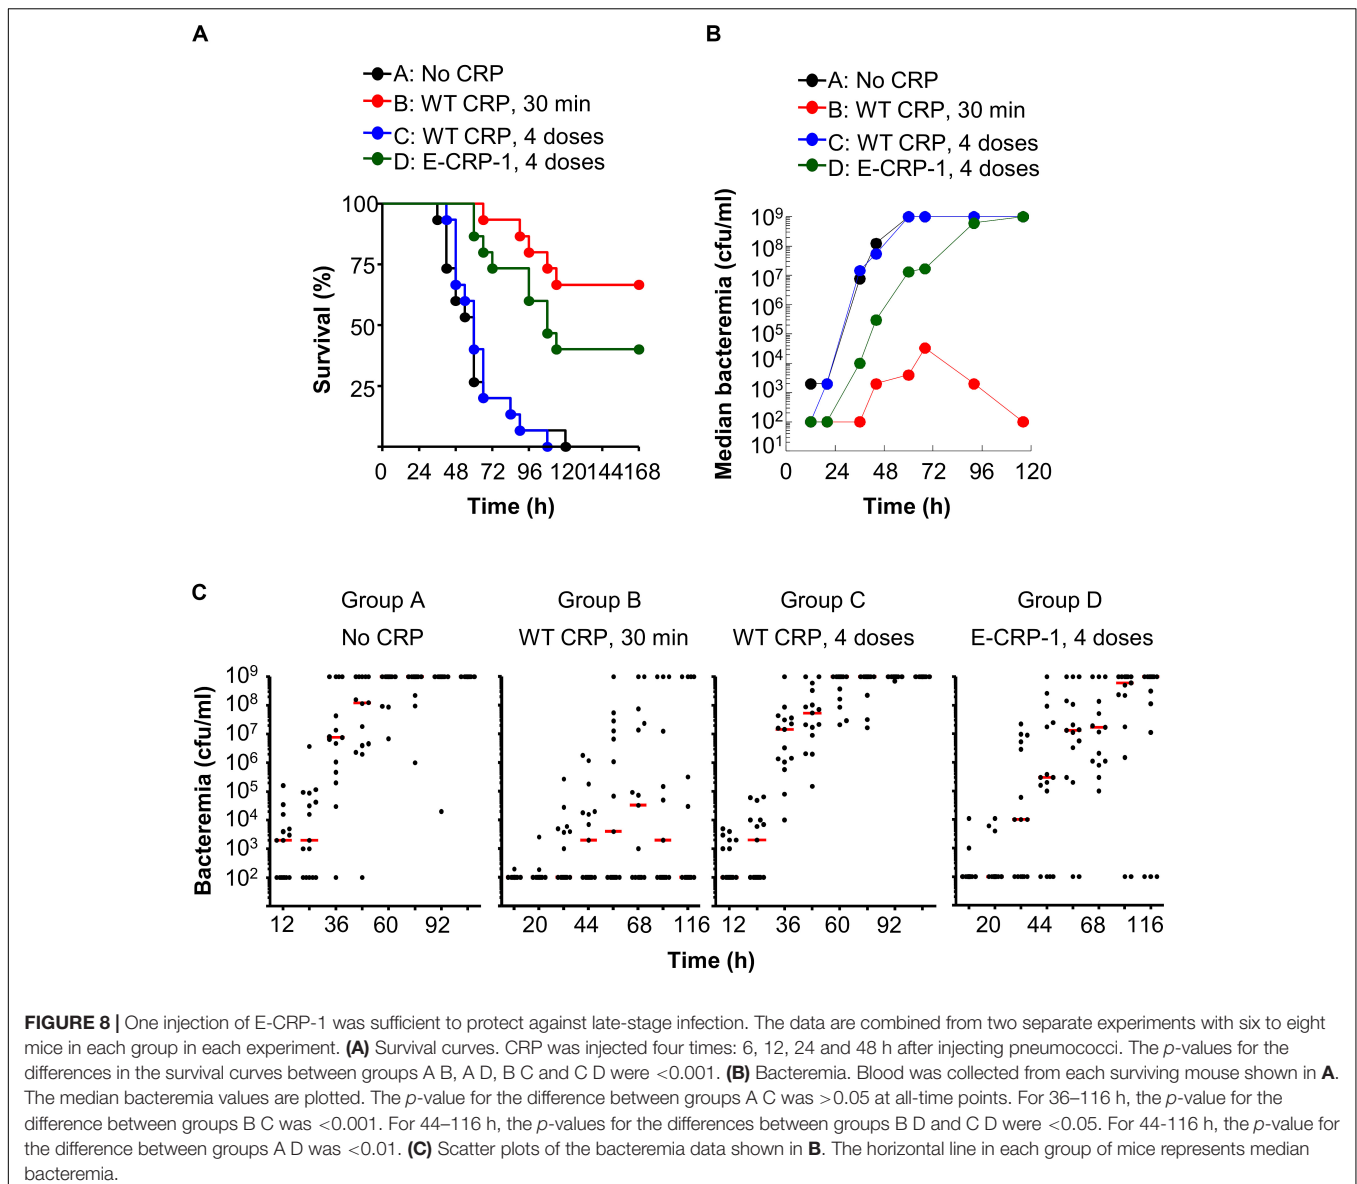 A
A: No CRP
B: WT CRP, 30 min
C: WT CRP, 4 doses
D: E-CRP-1, 4 doses
Survival (%)
100
75
50
25
0 24 48 72 96 120144168
Time (h)
B
A: No CRP
B: WT CRP, 30 min
C: WT CRP, 4 doses
D: E-CRP-1, 4 doses
Median bacteremia (cfu/ml)
10⁹
10⁸
10⁷
10⁶
10⁵
10⁴
10³
10²
10¹
0 24 48 72 96 120
Time (h)
C
Group A
No CRP
Group B
WT CRP, 30 min
Group C
WT CRP, 4 doses
Group D
E-CRP-1, 4 doses
Bacteremia (cfu/ml)
10⁹
10⁸
10⁷
10⁶
10⁵
10⁴
10³
10²
12 36 60 92
20 44 68 116
12 36 60 92
20 44 68 116
Time (h)
FIGURE 8 | One injection of E-CRP-1 was sufficient to protect against late-stage infection. The data are combined from two separate experiments with six to eight
mice in each group in each experiment. (A) Survival curves. CRP was injected four times: 6, 12, 24 and 48 h after injecting pneumococci. The p-values for the
differences in the survival curves between groups A B, A D, B C and C D were <0.001. (B) Bacteremia. Blood was collected from each surviving mouse shown in A.
The median bacteremia values are plotted. The p-value for the difference between groups A C was >0.05 at all-time points. For 36–116 h, the p-value for the
difference between groups B C was <0.001. For 44–116 h, the p-values for the differences between groups B D and C D were <0.05. For 44-116 h, the p-value for
the difference between groups A D was <0.01. (C) Scatter plots of the bacteremia data shown in B. The horizontal line in each group of mice represents median
bacteremia.